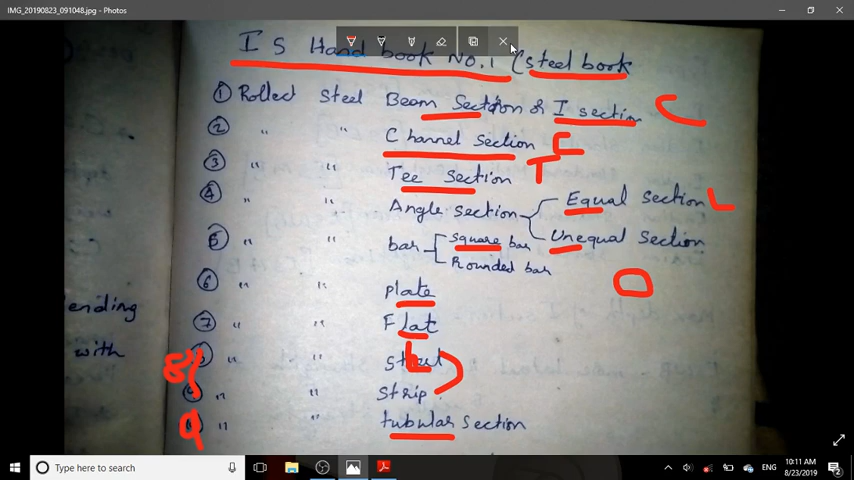 IMG_20190823_091048.jpg - Photos
I S Hand book No.1 (steel book
① Rolled Steel Beam Section or I section
② " " Channel Section
③ " " Tee Section
④ " " Angle section Equal section
Unequal Section
⑤ " " bar square bar
Rounded bar
⑥ " " plate
⑦ " " Flat
8 " "
" " strip
9 " " tubular section
ending
with
Type here to search
ENG
10:11 AM
8/23/2019
2